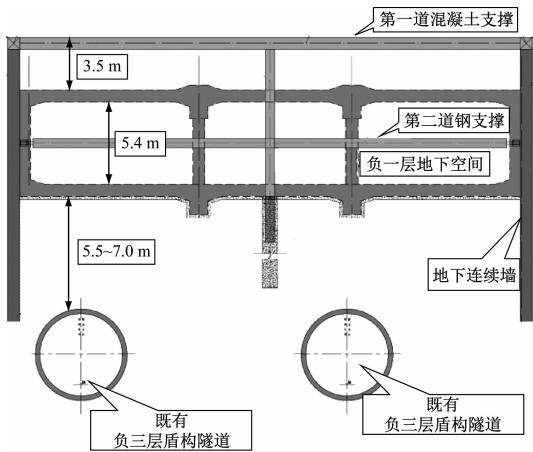 第一道混凝土支撑
3.5 m
第二道钢支撑
5.4 m
负一层地下空间
5.5~7.0 m
地下连续墙
既有
负三层盾构隧道
既有
负三层盾构隧道